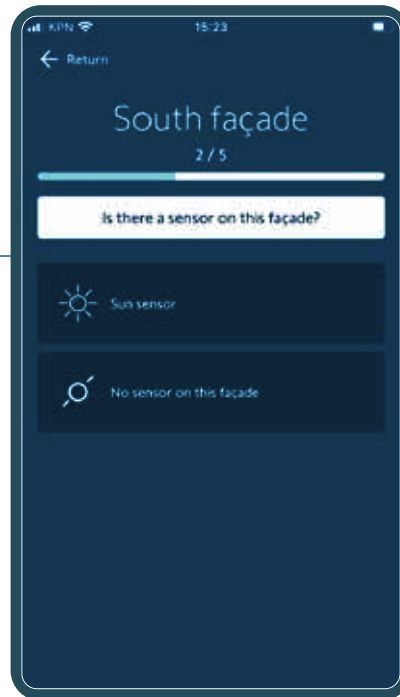 KPN 15:23
Return
South façade
2 / 5
Is there a sensor on this façade?
Sun sensor
No sensor on this façade